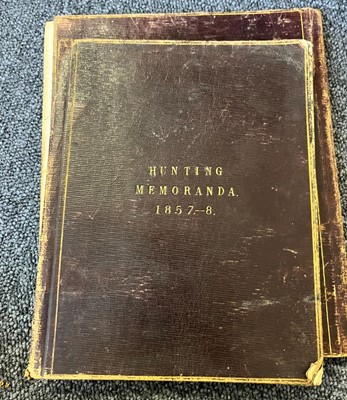 HUNTING
MEMORANDA.
1857.-8.